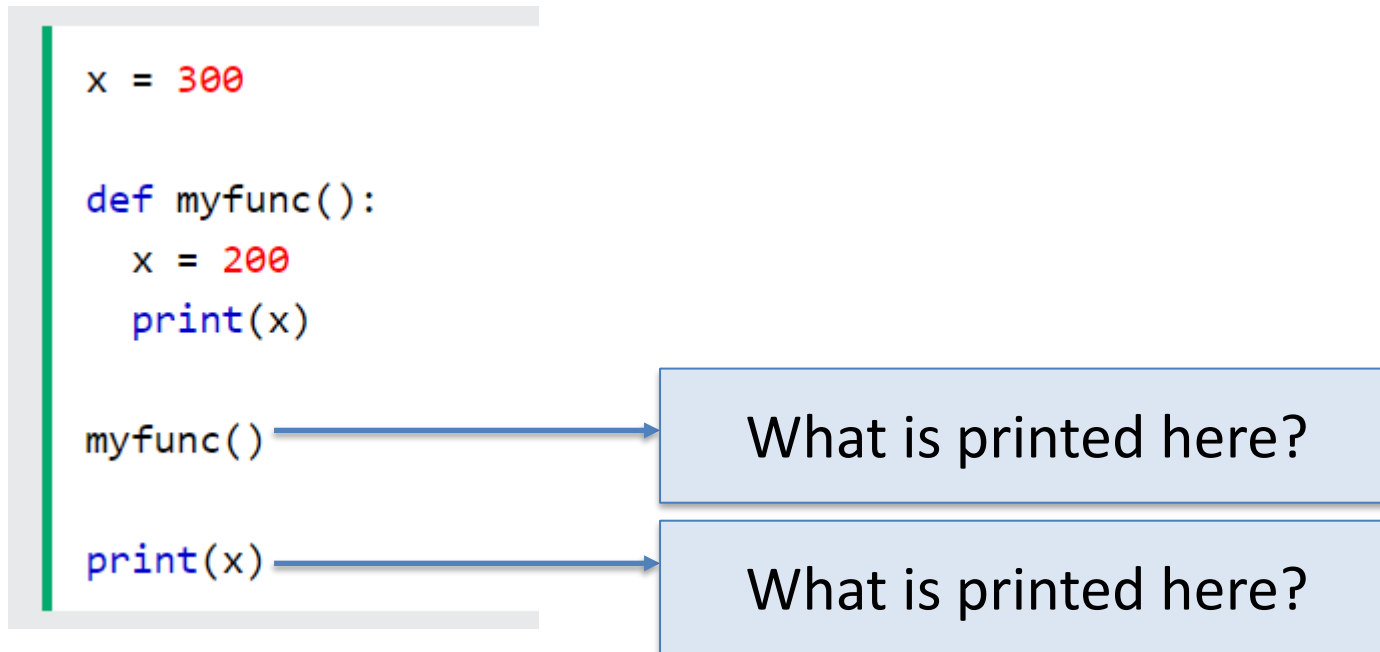 x = 300
def myfunc():
  x = 200
  print(x)
myfunc()
What is printed here?
print(x)
What is printed here?